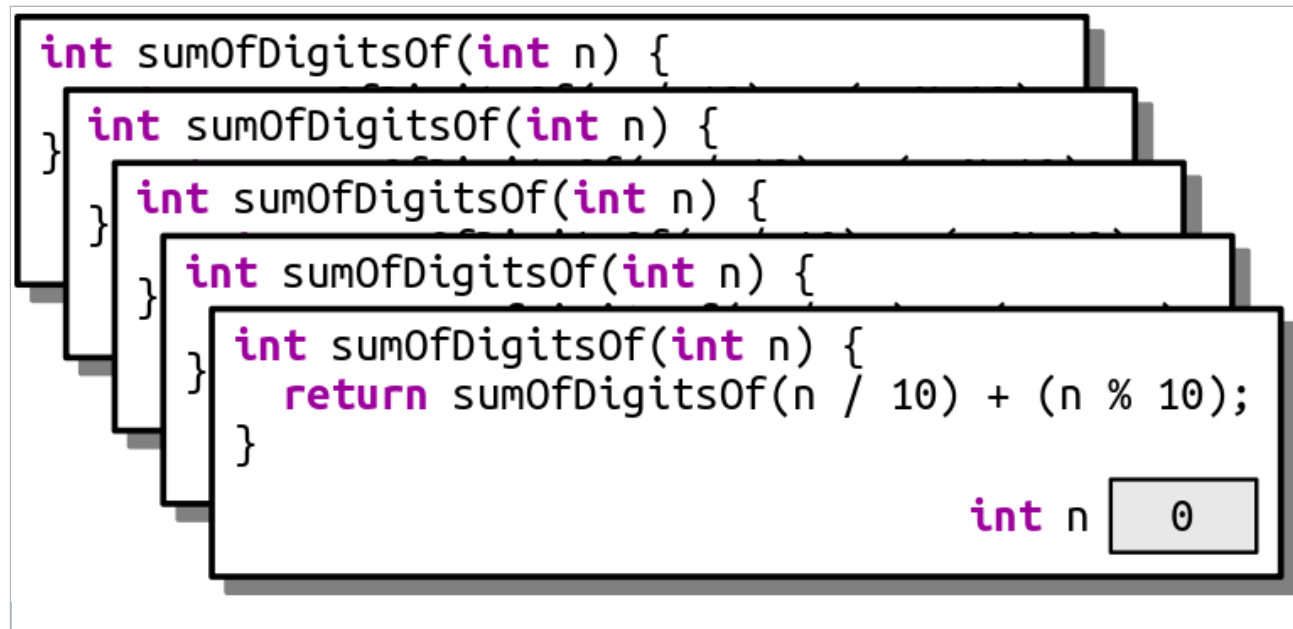 int sumOfDigitsOf(int n) {
}
int sumOfDigitsOf(int n) {
}
int sumOfDigitsOf(int n) {
}
int sumOfDigitsOf(int n) {
}
int sumOfDigitsOf(int n) {
return sumOfDigitsOf(n / 10) + (n % 10);
}
int n 0